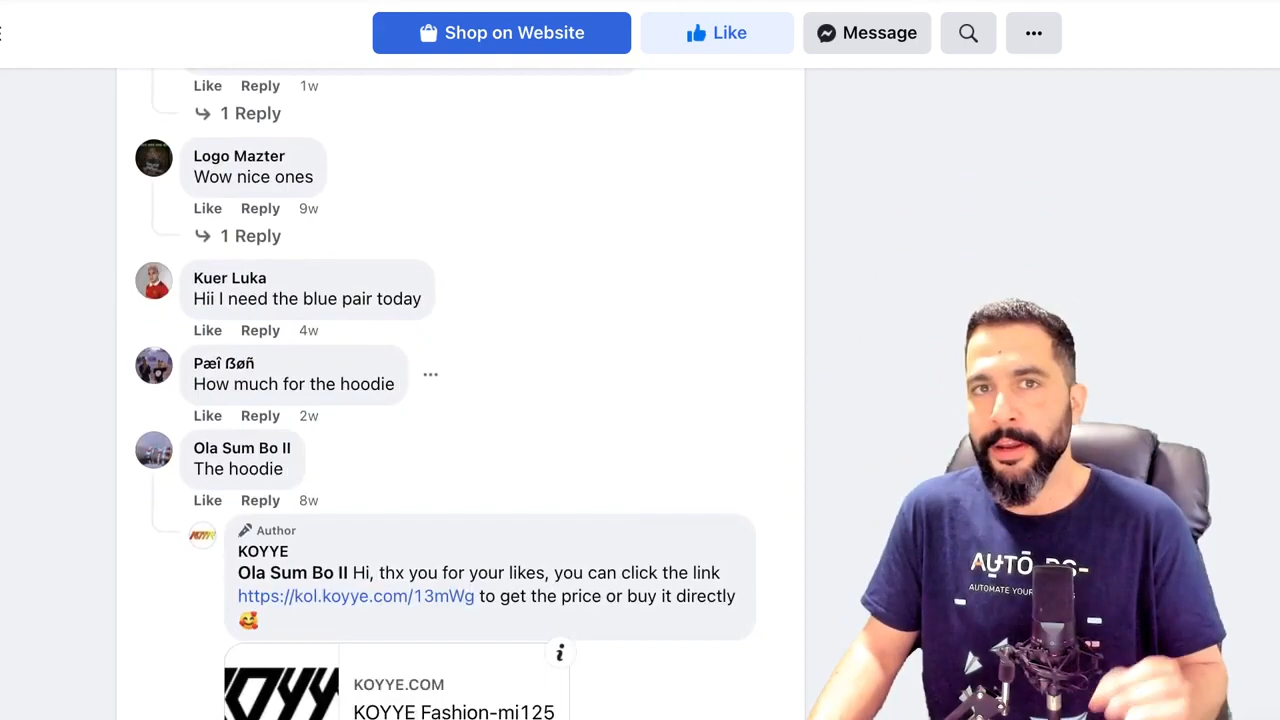 Shop on Website
Like
Message
Like Reply 1w
1 Reply
Logo Mazter
Wow nice ones
Like Reply 9w
1 Reply
Kuer Luka
Hii I need the blue pair today
Like Reply 4w
Pæî ẞøñ
How much for the hoodie
Like Reply 2w
Ola Sum Bo II
The hoodie
Like Reply 8w
Author
KOYYE
Ola Sum Bo II Hi, thx you for your likes, you can click the link
https://kol.koyye.com/13mWg to get the price or buy it directly
KOYYE.COM
KOYYE Fashion-mi125
AUTOMATE YOUR